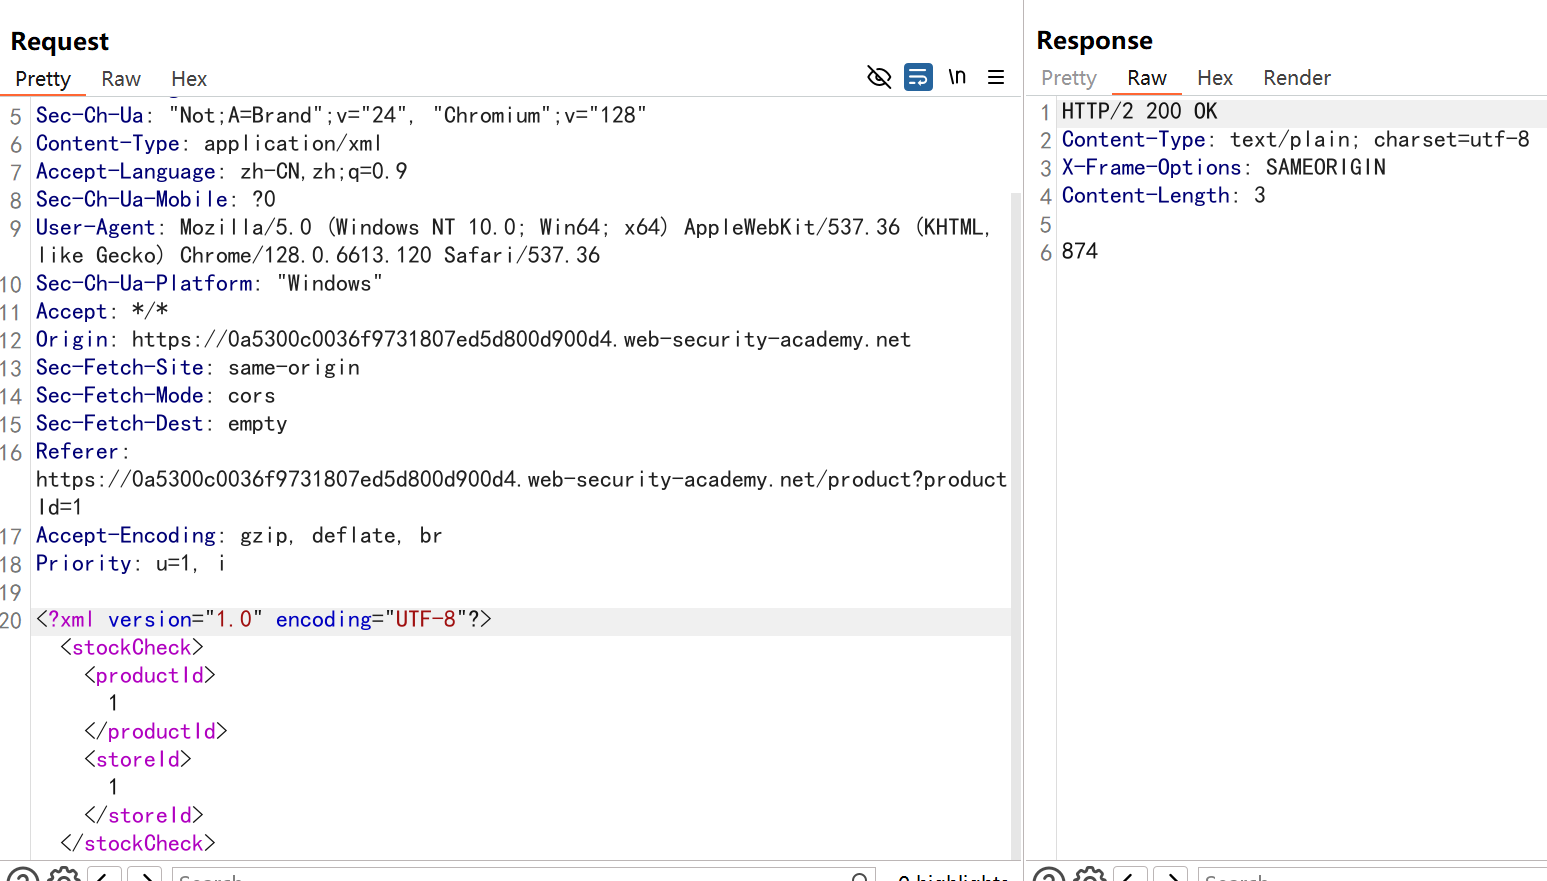 Request
Pretty Raw Hex
\n
5 Sec-Ch-Ua: "Not;A=Brand";v="24", "Chromium";v="128"
6 Content-Type: application/xml
7 Accept-Language: zh-CN,zh;q=0.9
8 Sec-Ch-Ua-Mobile: ?0
9 User-Agent: Mozilla/5.0 (Windows NT 10.0; Win64; x64) AppleWebKit/537.36 (KHTML,
like Gecko) Chrome/128.0.6613.120 Safari/537.36
10 Sec-Ch-Ua-Platform: "Windows"
11 Accept: */*
12 Origin: https://0a5300c0036f9731807ed5d800d900d4.web-security-academy.net
13 Sec-Fetch-Site: same-origin
14 Sec-Fetch-Mode: cors
15 Sec-Fetch-Dest: empty
16 Referer:
https://0a5300c0036f9731807ed5d800d900d4.web-security-academy.net/product?product
Id=1
17 Accept-Encoding: gzip, deflate, br
18 Priority: u=1, i
19
20 <?xml version="1.0" encoding="UTF-8"?>
<stockCheck>
<productId>
1
</productId>
<storeId>
1
</storeId>
</stockCheck>
Search
0 highlights
Response
Pretty Raw Hex Render
1 HTTP/2 200 OK
2 Content-Type: text/plain; charset=utf-8
3 X-Frame-Options: SAMEORIGIN
4 Content-Length: 3
5
6 874
Search